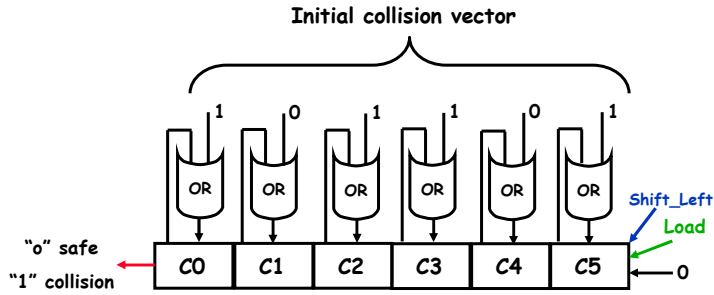 Initial collision vector
1 0 1 1 0 1
OR OR OR OR OR OR
Shift_Left
Load
"o" safe
"1" collision
C0 C1 C2 C3 C4 C5
0